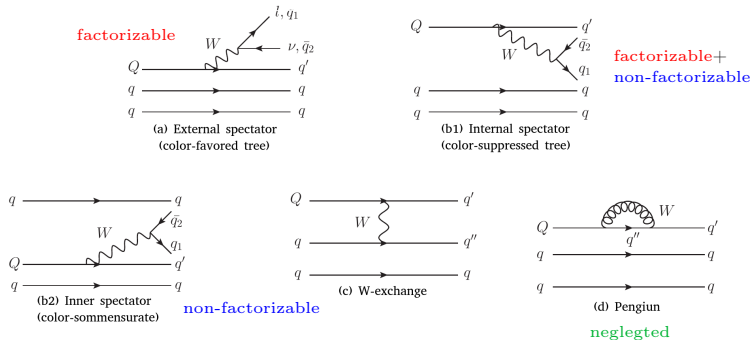 factorizable
l, q₁
W
ν, q̄₂
Q
q'
q
q
q
q
(a) External spectator
(color-favored tree)
Q
q'
q̄₂
W
q₁
q
q
q
q
(b1) Internal spectator
(color-suppressed tree)
factorizable+
non-factorizable
q
q
q̄₂
W
q₁
Q
q'
q
q
(b2) Inner spectator
(color-sommensurate)
non-factorizable
Q
q'
W
q
q''
q
q
(c) W-exchange
W
Q
q'
q''
q
q
q
q
(d) Pengiun
neglegted